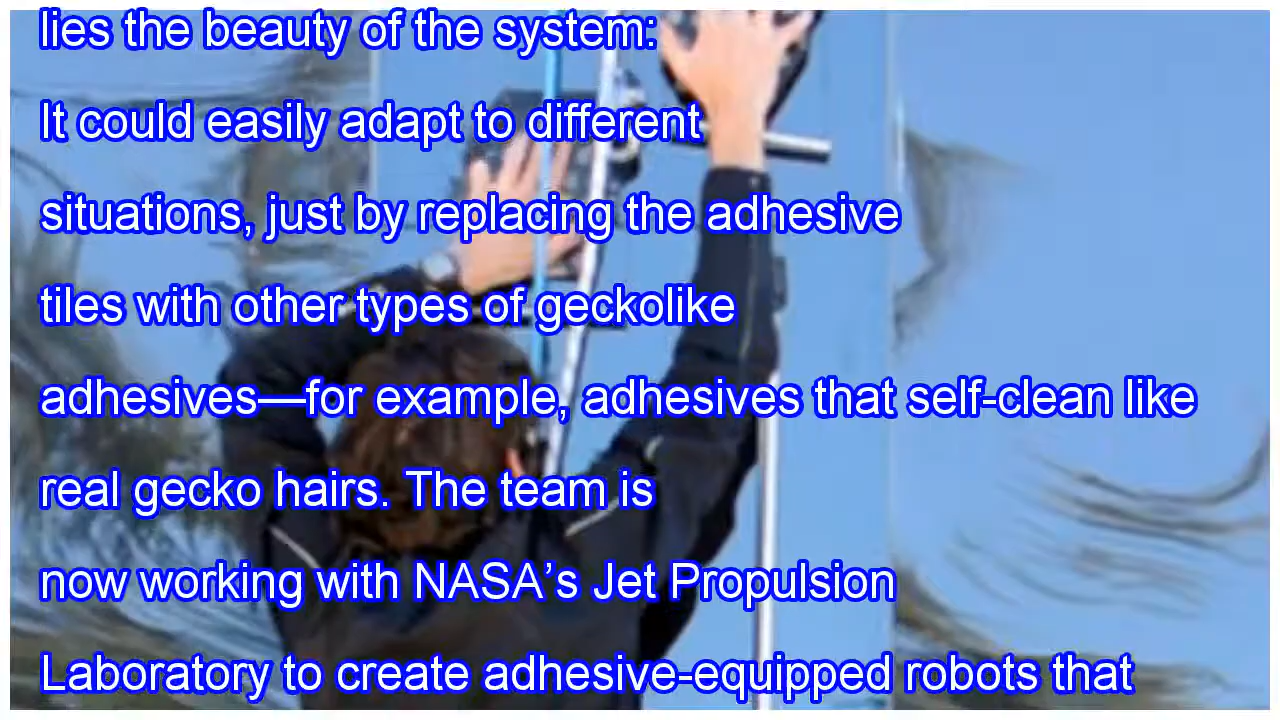 lies the beauty of the system:
It could easily adapt to different
situations, just by replacing the adhesive
tiles with other types of geckolike
adhesives—for example, adhesives that self-clean like
real gecko hairs. The team is
now working with NASA’s Jet Propulsion
Laboratory to create adhesive-equipped robots that